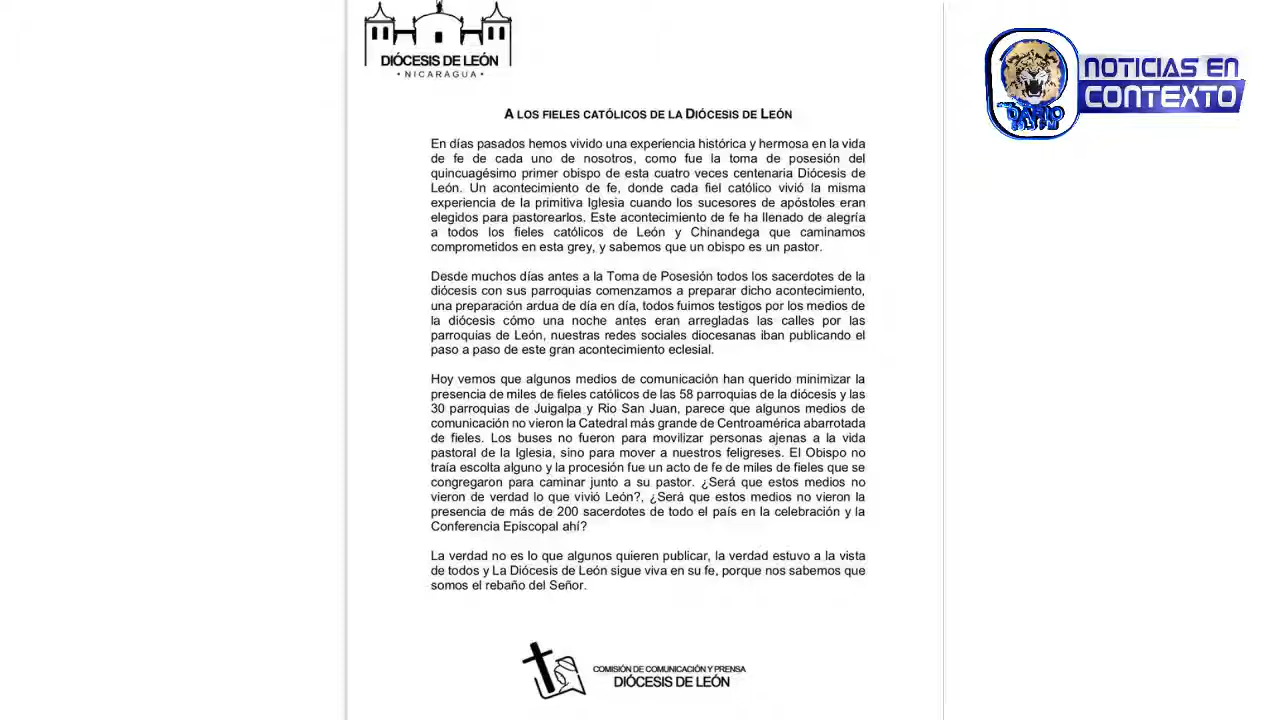 DIÓCESIS DE LEÓN
• NICARAGUA •
NOTICIAS EN
CONTEXTO
DARIO
A LOS FIELES CATÓLICOS DE LA DIÓCESIS DE LEÓN
En días pasados hemos vivido una experiencia histórica y hermosa en la vida
de fe de cada uno de nosotros, como fue la toma de posesión del
quincuagésimo primer obispo de esta cuatro veces centenaria Diócesis de
León. Un acontecimiento de fe, donde cada fiel católico vivió la misma
experiencia de la primitiva Iglesia cuando los sucesores de apóstoles eran
elegidos para pastorearlos. Este acontecimiento de fe ha llenado de alegría
a todos los fieles católicos de León y Chinandega que caminamos
comprometidos en esta grey, y sabemos que un obispo es un pastor.
Desde muchos días antes a la Toma de Posesión todos los sacerdotes de la
diócesis con sus parroquias comenzamos a preparar dicho acontecimiento,
una preparación ardua de día en día, todos fuimos testigos por los medios de
la diócesis cómo una noche antes eran arregladas las calles por las
parroquias de León, nuestras redes sociales diocesanas iban publicando el
paso a paso de este gran acontecimiento eclesial.
Hoy vemos que algunos medios de comunicación han querido minimizar la
presencia de miles de fieles católicos de las 58 parroquias de la diócesis y las
30 parroquias de Juigalpa y Rio San Juan, parece que algunos medios de
comunicación no vieron la Catedral más grande de Centroamérica abarrotada
de fieles. Los buses no fueron para movilizar personas ajenas a la vida
pastoral de la Iglesia, sino para mover a nuestros feligreses. El Obispo no
traía escolta alguno y la procesión fue un acto de fe de miles de fieles que se
congregaron para caminar junto a su pastor. ¿Será que estos medios no
vieron de verdad lo que vivió León?, ¿Será que estos medios no vieron la
presencia de más de 200 sacerdotes de todo el país en la celebración y la
Conferencia Episcopal ahí?
La verdad no es lo que algunos quieren publicar, la verdad estuvo a la vista
de todos y La Diócesis de León sigue viva en su fe, porque nos sabemos que
somos el rebaño del Señor.
COMISIÓN DE COMUNICACIÓN Y PRENSA
DIÓCESIS DE LEÓN